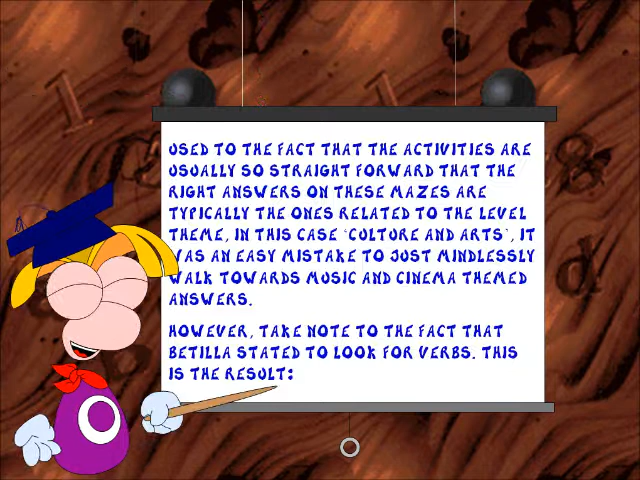 USED TO THE FACT THAT THE ACTIVITIES ARE
USUALLY SO STRAIGHT FORWARD THAT THE
RIGHT ANSWERS ON THESE MAZES ARE
TYPICALLY THE ONES RELATED TO THE LEVEL
THEME, IN THIS CASE 'CULTURE AND ARTS', IT
WAS AN EASY MISTAKE TO JUST MINDLESSLY
WALK TOWARDS MUSIC AND CINEMA THEMED
ANSWERS.
HOWEVER, TAKE NOTE TO THE FACT THAT
BETILLA STATED TO LOOK FOR VERBS. THIS
IS THE RESULT: